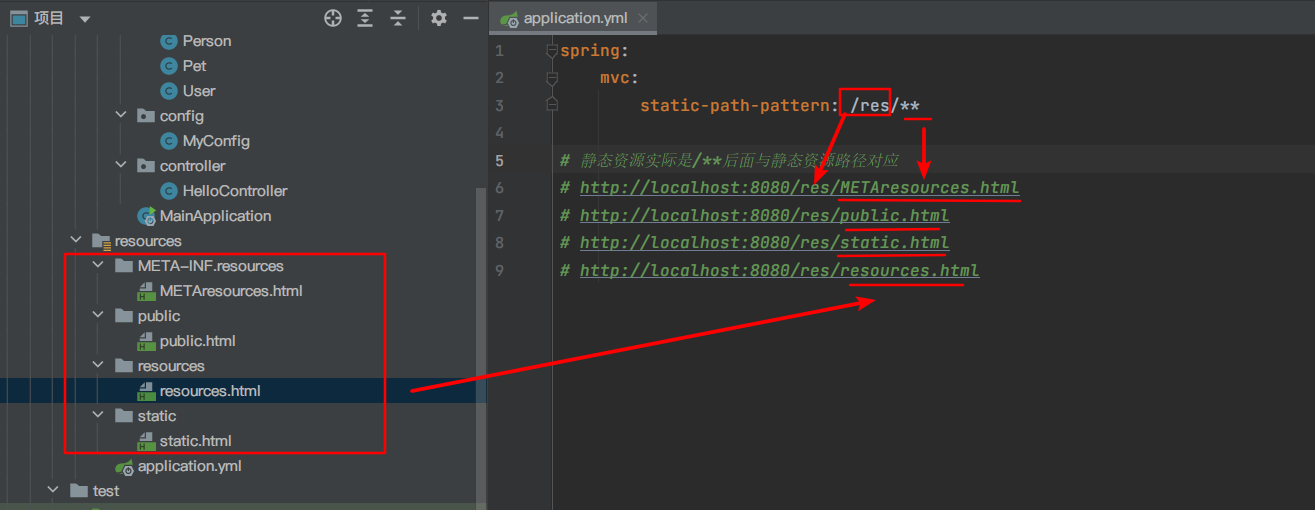 项目
Person
Pet
User
config
MyConfig
controller
HelloController
MainApplication
resources
META-INF.resources
METAresources.html
public
public.html
resources
resources.html
static
static.html
application.yml
test
application.yml
1 spring:
2 mvc:
3 static-path-pattern: /res/**
4
5 # 静态资源实际是/**后面与静态资源路径对应
6 # http://localhost:8080/res/METAresources.html
7 # http://localhost:8080/res/public.html
8 # http://localhost:8080/res/static.html
9 # http://localhost:8080/res/resources.html